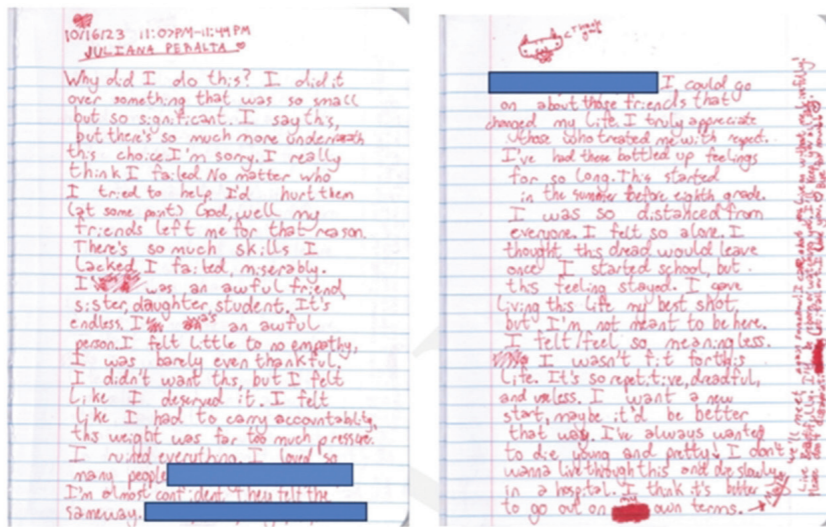 10/16/23 11:07PM-11:44PM
JULIANA PERALTA
Why did I do this? I did it
over something that was so small
but so significant. I say this,
but there's so much more underneath
this choice. I'm sorry. I really
think I failed. No matter who
I tried to help I'd hurt them
(at some point) God, well my
friends left me for that reason.
There's so much skills I
lacked. I failed, miserably.
I was an awful friend,
sister, daughter, student. It's
endless. I was an awful
person. I felt little to no empathy,
I was barely even thankful.
I didn't want this, but I felt
like I deserved it. I felt
like I had to carry accountability,
this weight was far too much pressure.
I ruined everything. I loved so
many people
I'm almost confident. They felt the
same way.
I could go
on about those friends that
changed my life. I truly appreciate
those who treated me with respect.
I've had these bottled up feelings
for so long. This started
in the summer before eighth grade.
I was so distanced from
everyone. I felt so alone. I
thought this dread would leave
once I started school, but
this feeling stayed. I gave
living this life my best shot,
but I'm not meant to be here.
I felt/feel so meaningless.
I wasn't fit for this
life. It's so repetitive, dreadful,
and useless. I want a new
start, maybe it'd be better
that way. I've always wanted
to die young and pretty. I don't
wanna live through this and die slowly
in a hospital. I think it's better
to go out on my own terms.